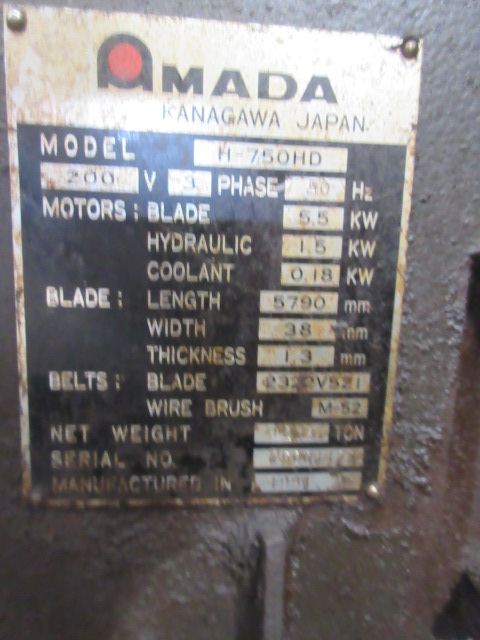 AMADA
KANAGAWA JAPAN.
MODEL H-750HD
200 V 3 PHASE 50 Hz
MOTORS : BLADE 5.5 KW
HYDRAULIC 1.5 KW
COOLANT 0.18 KW
BLADE : LENGTH 5790 mm
WIDTH 38 mm
THICKNESS 1.3 mm
BELTS : BLADE 2322V521
WIRE BRUSH M-52
NET WEIGHT TON
SERIAL NO.
MANUFACTURED IN